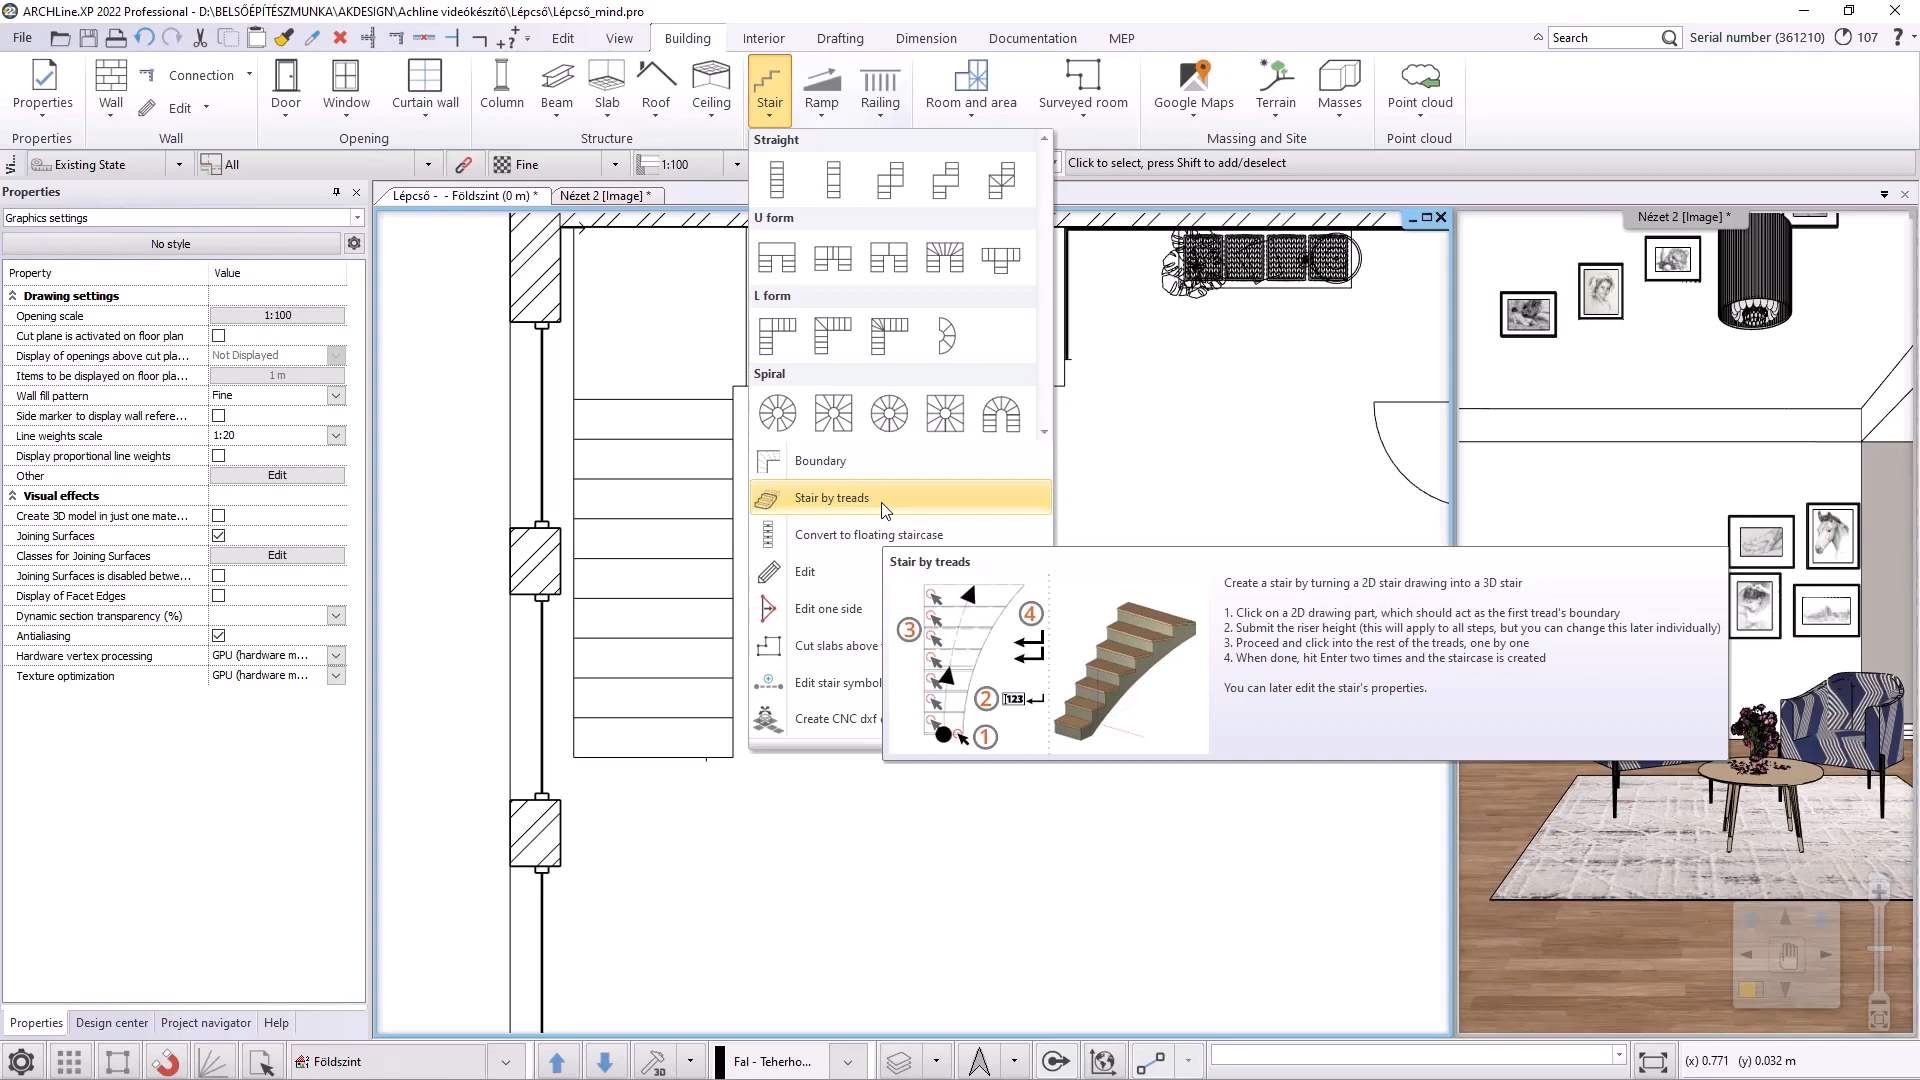 ARCHLine.XP 2022 Professional - D:\BELSŐÉPÍTÉSZMUNKA\AKDESIGN\Achline videókészítő\Lépcső\Lépcső_mind.pro
File
Edit
View
Building
Interior
Drafting
Dimension
Documentation
MEP
Search
Serial number (361210)
107
Properties
Wall
Connection
Edit
Door
Window
Curtain wall
Column
Beam
Slab
Roof
Ceiling
Stair
Ramp
Railing
Room and area
Surveyed room
Google Maps
Terrain
Masses
Point cloud
Properties
Wall
Opening
Structure
Massing and Site
Point cloud
Existing State
All
Fine
1:100
Click to select, press Shift to add/deselect
Properties
Graphics settings
No style
Property Value
Drawing settings
Opening scale 1:100
Cut plane is activated on floor plan
Display of openings above cut pla... Not Displayed
Items to be displayed on floor pla... 1 m
Wall fill pattern Fine
Side marker to display wall refere...
Line weights scale 1:20
Display proportional line weights
Other Edit
Visual effects
Create 3D model in just one mate...
Joining Surfaces
Classes for Joining Surfaces Edit
Joining Surfaces is disabled betwe...
Display of Facet Edges
Dynamic section transparency (%)
Antialiasing
Hardware vertex processing GPU (hardware m...
Texture optimization GPU (hardware m...
Properties
Design center
Project navigator
Help
Lépcső - - Földszint (0 m) *
Nézet 2 [Image] *
Nézet 2 [Image] *
Straight
U form
L form
Spiral
Boundary
Stair by treads
Convert to floating staircase
Edit
Edit one side
Cut slabs above
Edit stair symbol
Create CNC dxf
Stair by treads
Create a stair by turning a 2D stair drawing into a 3D stair
1. Click on a 2D drawing part, which should act as the first tread's boundary
2. Submit the riser height (this will apply to all steps, but you can change this later individually)
3. Proceed and click into the rest of the treads, one by one
4. When done, hit Enter two times and the staircase is created
You can later edit the stair's properties.
3
4
2
123
1
Földszint
3D
Fal - Teherho...
(x) 0.771 (y) 0.032 m